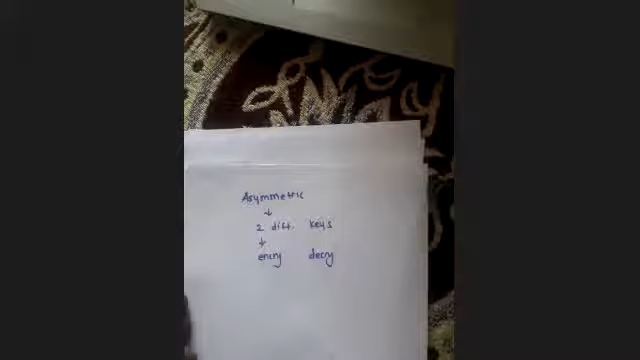 Asymmetric
↓
2 diff. keys
↓
encry decry